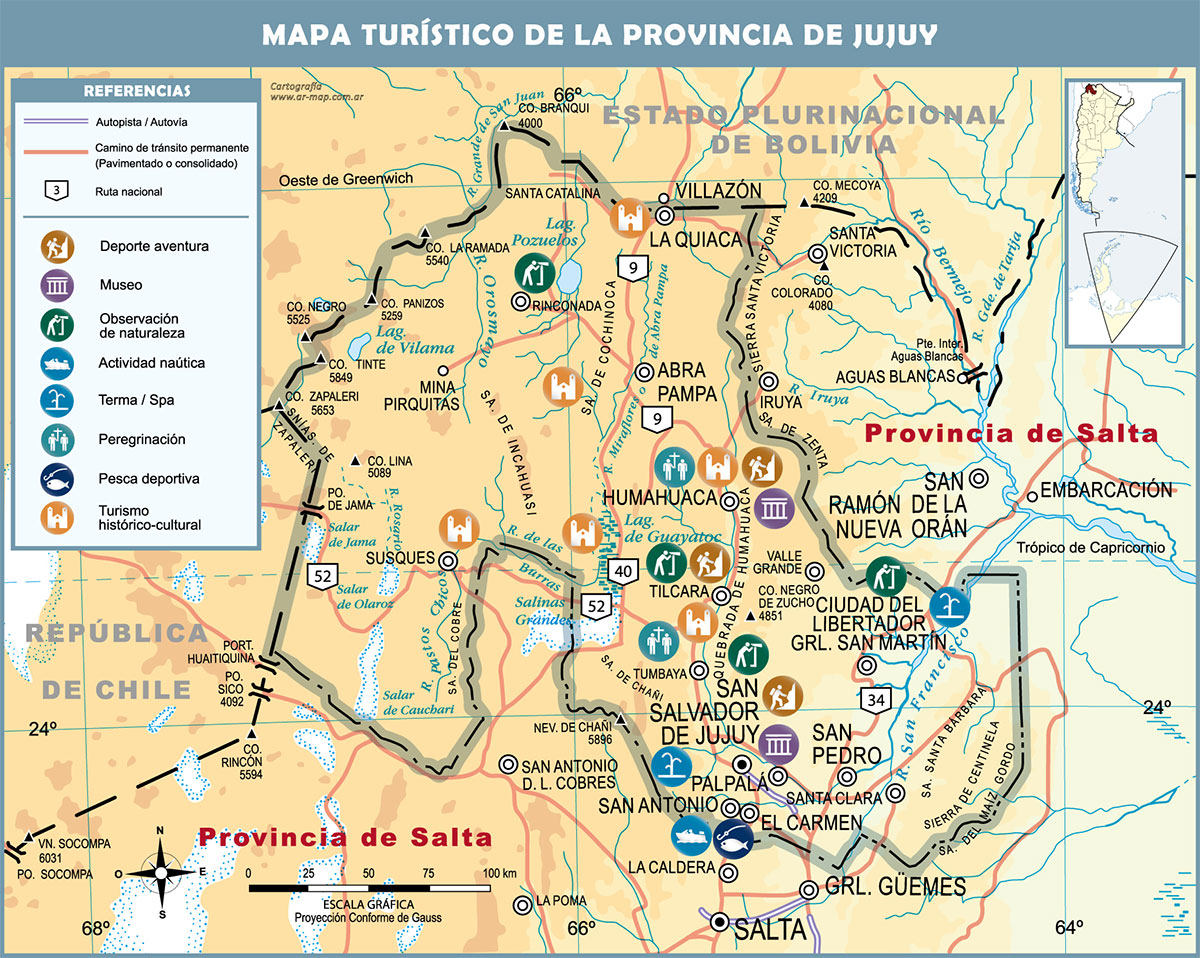 MAPA TURÍSTICO DE LA PROVINCIA DE JUJUY
REFERENCIAS
Autopista / Autovia
Camino de tránsito permanente
(Pavimentado o consolidado)
3
Ruta nacional
Deporte aventura
Museo
Observación
de naturaleza
Actividad naútica
Terma / Spa
Peregrinación
Pesca deportiva
Turismo
histórico-cultural
Cartografía
www.ar-map.com.ar
66º
R. Grande de San Juan
CO. BRANQUI
4000
ESTADO PLURINACIONAL
DE BOLIVIA
Oeste de Greenwich
SANTA CATALINA
VILLAZÓN
LA QUIACA
CO. MECOYA
4209
SANTA
VICTORIA
CO.
COLORADO
4080
SIERRA SANTA VICTORIA
Río Bermejo
R. Gde. de Tarija
CO. LA RAMADA
5540
Lag.
Pozuelos
R. Orosmayo
RINCONADA
9
CO. PANIZOS
5259
CO. NEGRO
5525
Lag.
de Vilama
CO. TINTE
5849
MINA
PIRQUITAS
SA. DE COCHINOCA
R. Miraflores o de Abra Pampa
ABRA
PAMPA
9
IRUYA
R. Iruya
Pte. Inter.
Aguas Blancas
AGUAS BLANCAS
CO. ZAPALERI
5653
SNÍAS. DE
ZAPALERI
SA. DE INCAHUASI
SA. DE ZENTA
Provincia de Salta
CO. LINA
5089
PO.
DE JAMA
R. Rosario
Salar
de Jama
HUMAHUACA
SAN
RAMÓN DE LA
NUEVA ORÁN
EMBARCACIÓN
Trópico de Capricornio
SUSQUES
R. de las
Burras
Lag.
de Guayatoc
QUEBRADA DE HUMAHUACA
40
52
52
Salar
de Olaroz
R. Pastos Chicos
SA. DEL COBRE
Salinas
Grandes
TILCARA
VALLE
GRANDE
CO. NEGRO
DE ZUCHO
4851
CIUDAD DEL
LIBERTADOR
GRL. SAN MARTÍN
REPÚBLICA
DE CHILE
PORT.
HUAITIQUINA
PO.
SICO
4092
Salar
de Cauchari
SA. DE CHAÑI
TUMBAYA
34
R. San Francisco
24º
24º
CO.
RINCÓN
5594
NEV. DE CHAÑI
5896
SAN
SALVADOR
DE JUJUY
SAN
PEDRO
SA. SANTA BÁRBARA
SIERRA DE CENTINELA
SA. DEL MAÍZ GORDO
SAN ANTONIO
D. L. COBRES
PALPALÁ
SANTA CLARA
SAN ANTONIO
EL CARMEN
Provincia de Salta
VN. SOCOMPA
6031
PO. SOCOMPA
N
O
E
S
0 25 50 75 100 km
ESCALA GRÁFICA
Proyección Conforme de Gauss
LA CALDERA
GRL. GÜEMES
LA POMA
SALTA
68º
66º
64º